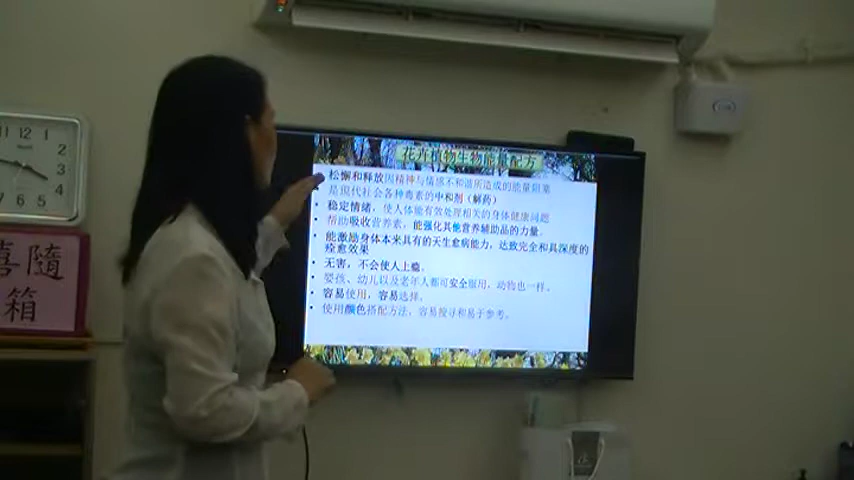 花卉植物生物能量配方
松懈和释放因精神与情感不和谐所造成的能量阻塞
是现代社会各种毒素的中和剂（解药）
稳定情绪，使人体能有效处理相关的身体健康问题
帮助吸收营养素，能强化其他营养辅助品的力量。
能激励身体本来具有的天生愈病能力，达致完全和具深度的
痊愈效果
无害，不会使人上瘾。
婴孩、幼儿以及老年人都可安全服用，动物也一样。
容易使用，容易选择。
使用颜色搭配方法，容易搜寻和易于参考。
喜隨
箱
12 1
2
3
4
5
6